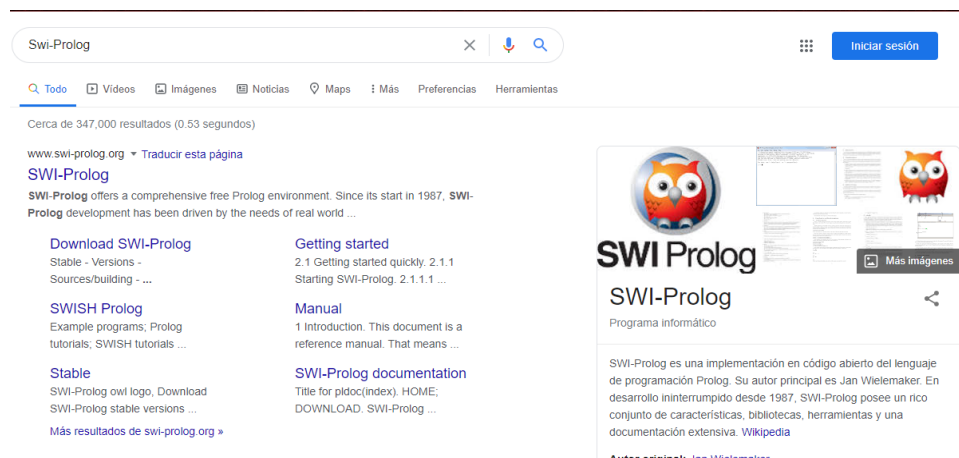 Swi-Prolog
Iniciar sesión
Todo Vídeos Imágenes Noticias Maps Más Preferencias Herramientas
Cerca de 347,000 resultados (0.53 segundos)
www.swi-prolog.org Traducir esta página
SWI-Prolog
SWI-Prolog offers a comprehensive free Prolog environment. Since its start in 1987, SWI-
Prolog development has been driven by the needs of real world ...
Download SWI-Prolog
Stable - Versions -
Sources/building - ...
Getting started
2.1 Getting started quickly. 2.1.1
Starting SWI-Prolog. 2.1.1.1 ...
SWISH Prolog
Example programs; Prolog
tutorials; SWISH tutorials ...
Manual
1 Introduction. This document is a
reference manual. That means ...
Stable
SWI-Prolog owl logo, Download
SWI-Prolog stable versions ...
SWI-Prolog documentation
Title for pldoc(index). HOME;
DOWNLOAD. SWI-Prolog ...
Más resultados de swi-prolog.org »
SWI Prolog
Más imágenes
SWI-Prolog
Programa informático
SWI-Prolog es una implementación en código abierto del lenguaje
de programación Prolog. Su autor principal es Jan Wielemaker. En
desarrollo ininterrumpido desde 1987, SWI-Prolog posee un rico
conjunto de características, bibliotecas, herramientas y una
documentación extensiva. Wikipedia
Autor original: Jan Wielemaker